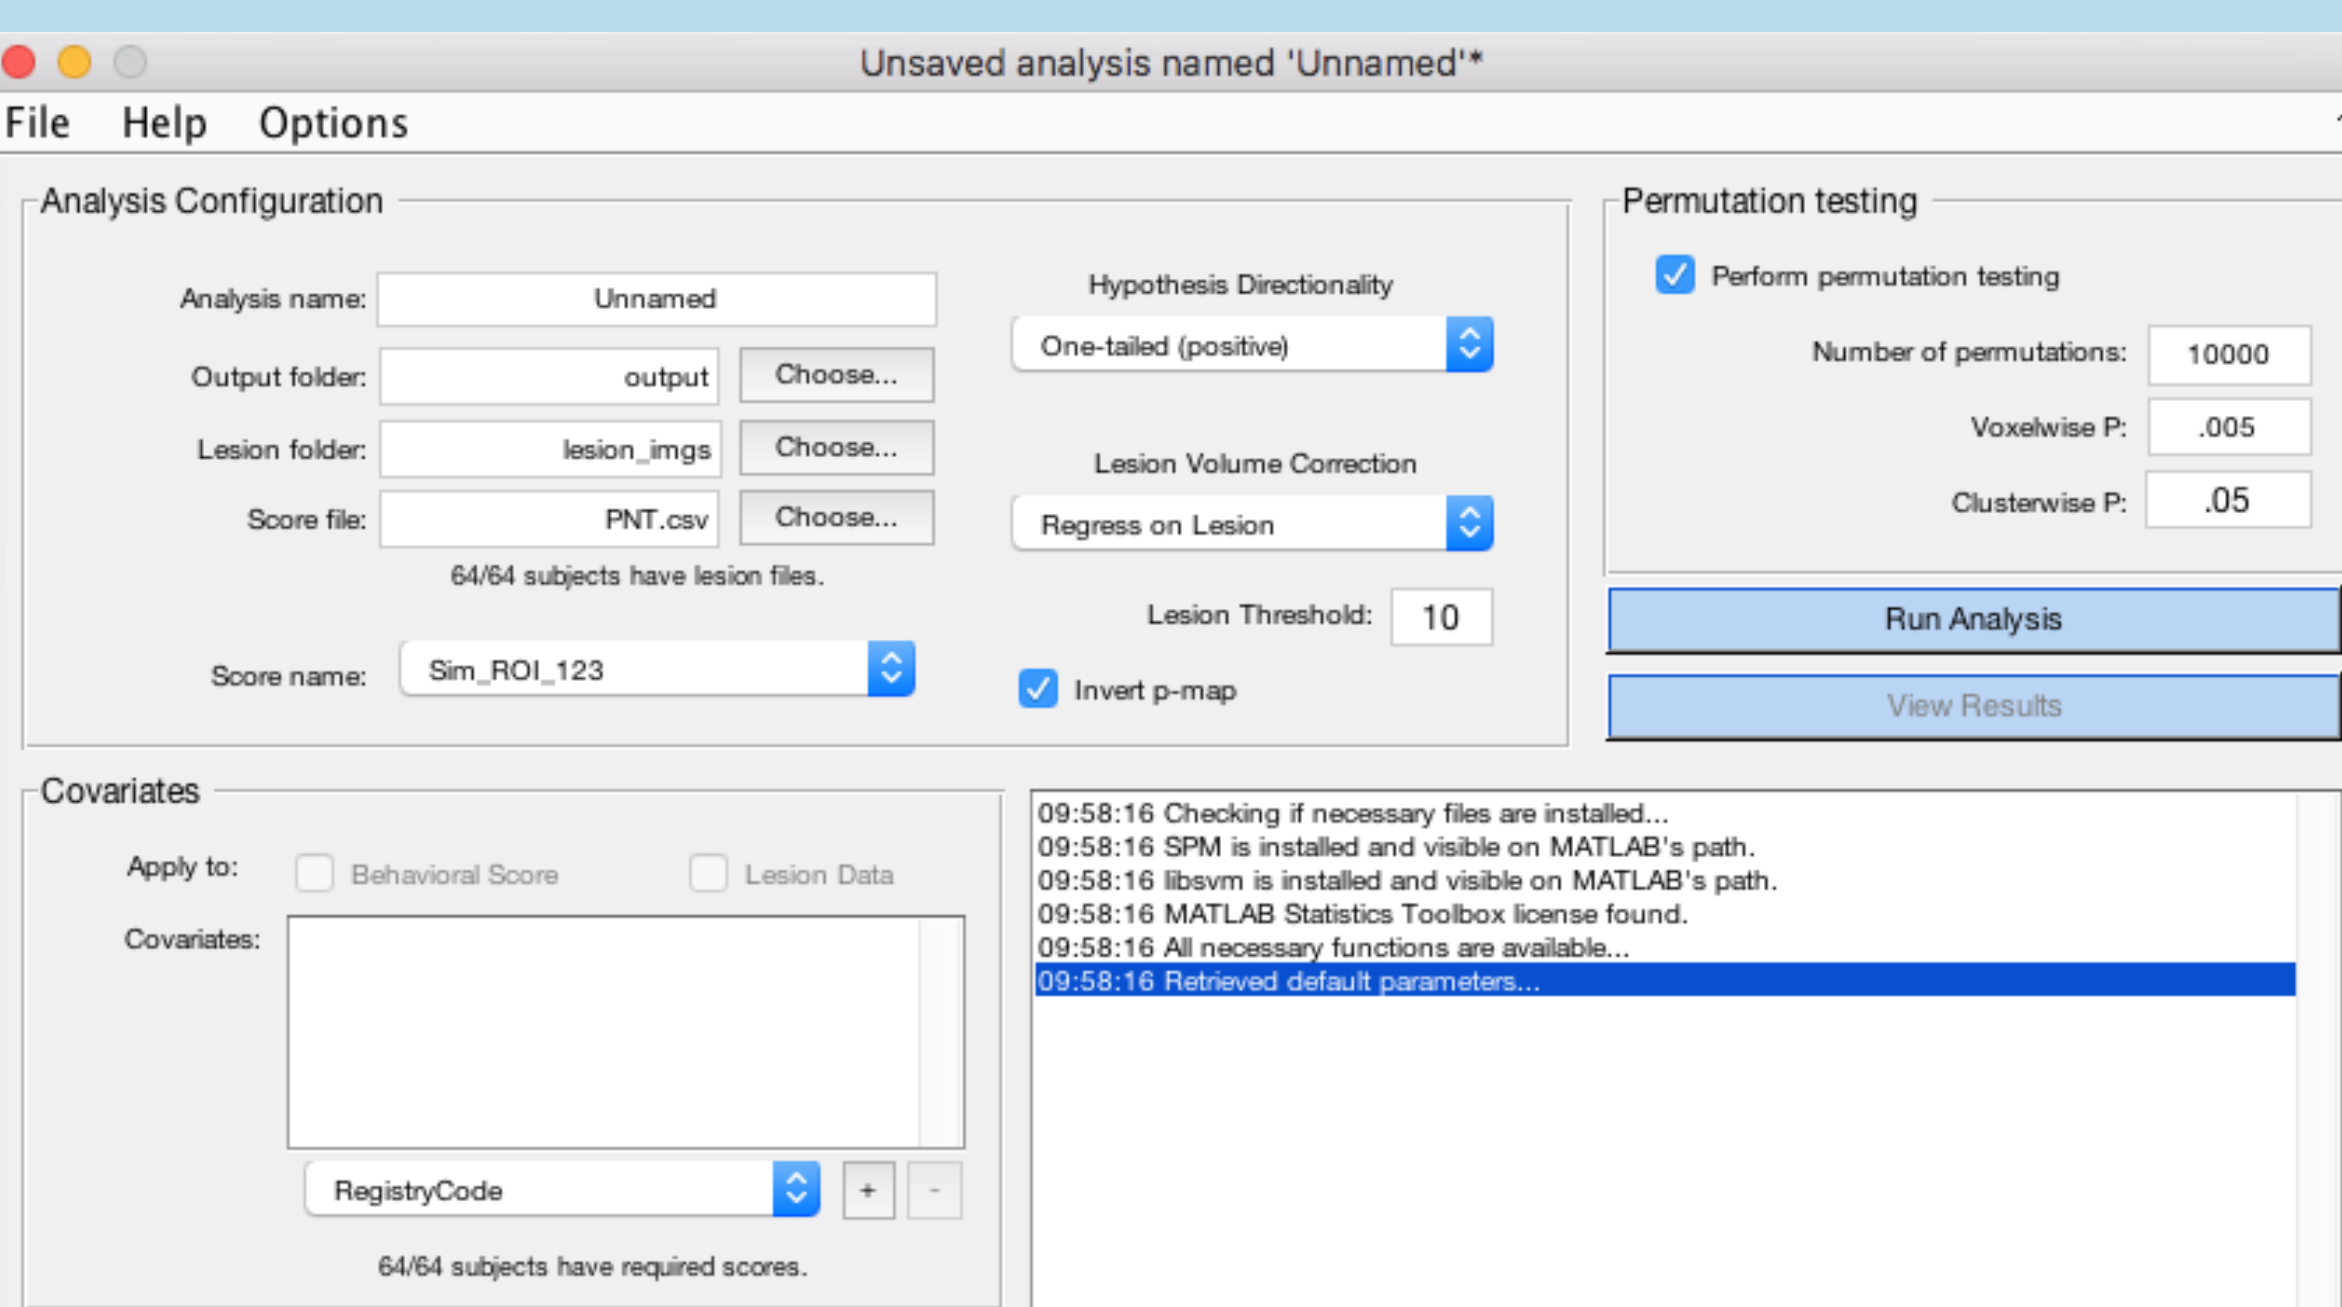 Unsaved analysis named 'Unnamed'*
File Help Options
Analysis Configuration
Analysis name: Unnamed
Output folder: output Choose...
Lesion folder: lesion_imgs Choose...
Score file: PNT.csv Choose...
64/64 subjects have lesion files.
Score name: Sim_ROI_123
Hypothesis Directionality
One-tailed (positive)
Lesion Volume Correction
Regress on Lesion
Lesion Threshold: 10
Invert p-map
Permutation testing
Perform permutation testing
Number of permutations: 10000
Voxelwise P: .005
Clusterwise P: .05
Run Analysis
View Results
Covariates
Apply to: Behavioral Score Lesion Data
Covariates:
RegistryCode + -
64/64 subjects have required scores.
09:58:16 Checking if necessary files are installed...
09:58:16 SPM is installed and visible on MATLAB's path.
09:58:16 libsvm is installed and visible on MATLAB's path.
09:58:16 MATLAB Statistics Toolbox license found.
09:58:16 All necessary functions are available...
09:58:16 Retrieved default parameters...